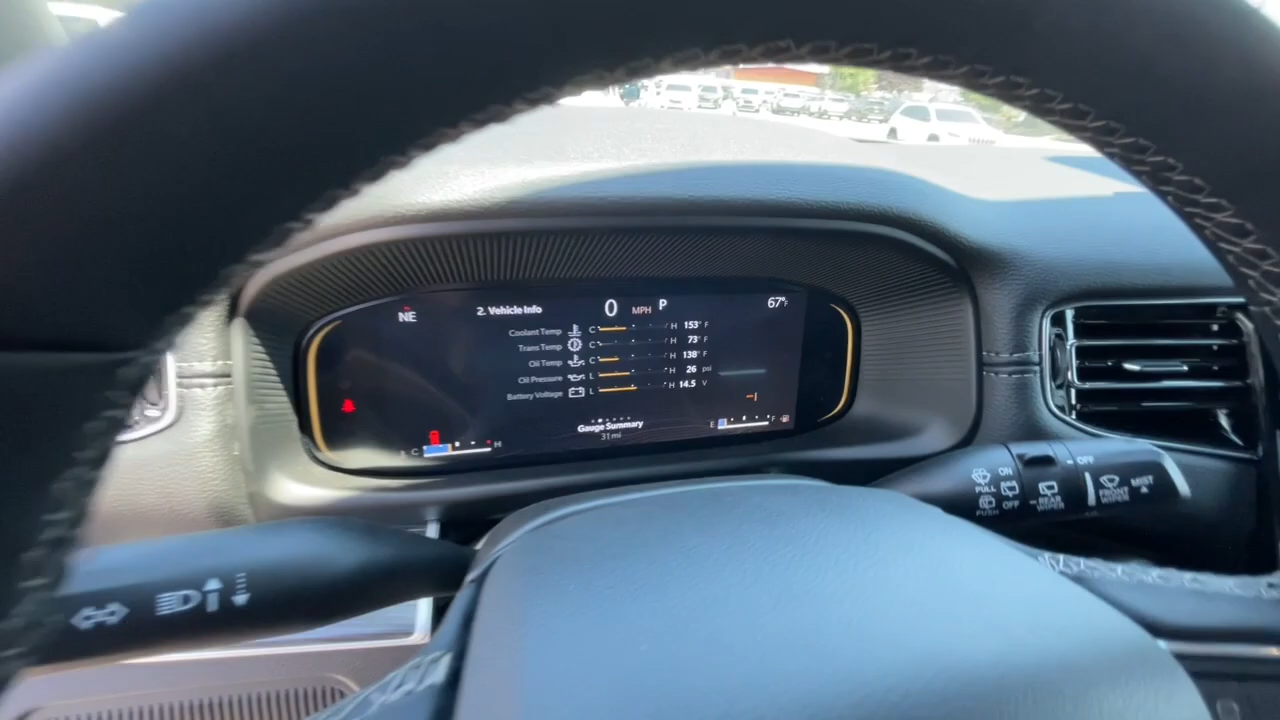 NE
2. Vehicle Info
0 MPH P
67°F
Coolant Temp C H 153° F
Trans Temp C H 73° F
Oil Temp C H 138° F
Oil Pressure L H 26 psi
Battery Voltage L H 14.5 V
Gauge Summary
31 mi
C H
E F
PULL ON
PUSH OFF
REAR WIPER
OFF
FRONT WIPER
MIST